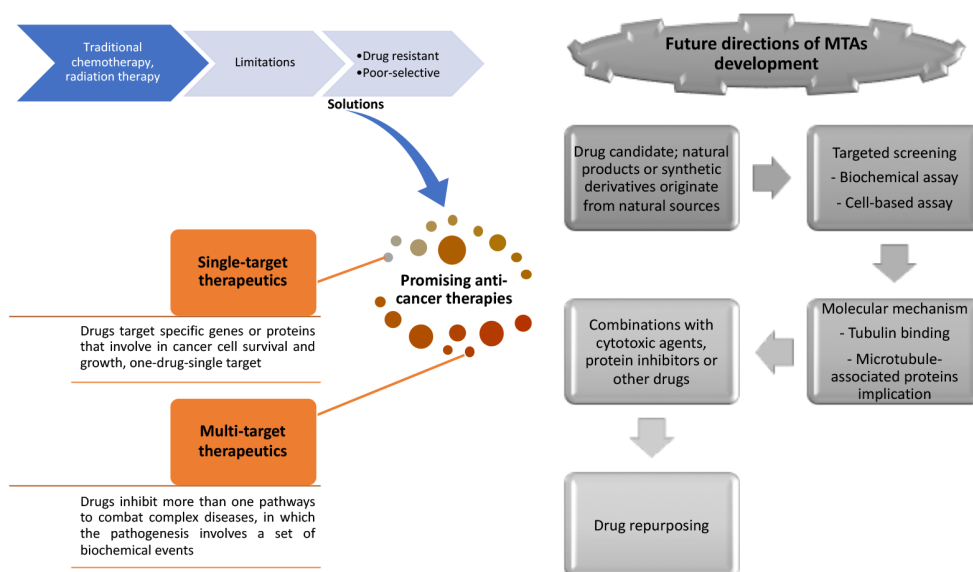 Traditional
chemotherapy,
radiation therapy
Limitations
•Drug resistant
•Poor-selective
Solutions
Promising anti-
cancer therapies
Single-target
therapeutics
Drugs target specific genes or proteins
that involve in cancer cell survival and
growth, one-drug-single target
Multi-target
therapeutics
Drugs inhibit more than one pathways
to combat complex diseases, in which
the pathogenesis involves a set of
biochemical events
Future directions of MTAs
development
Drug candidate; natural
products or synthetic
derivatives originate
from natural sources
Targeted screening
- Biochemical assay
- Cell-based assay
Molecular mechanism
- Tubulin binding
- Microtubule-
associated proteins
implication
Combinations with
cytotoxic agents,
protein inhibitors or
other drugs
Drug repurposing